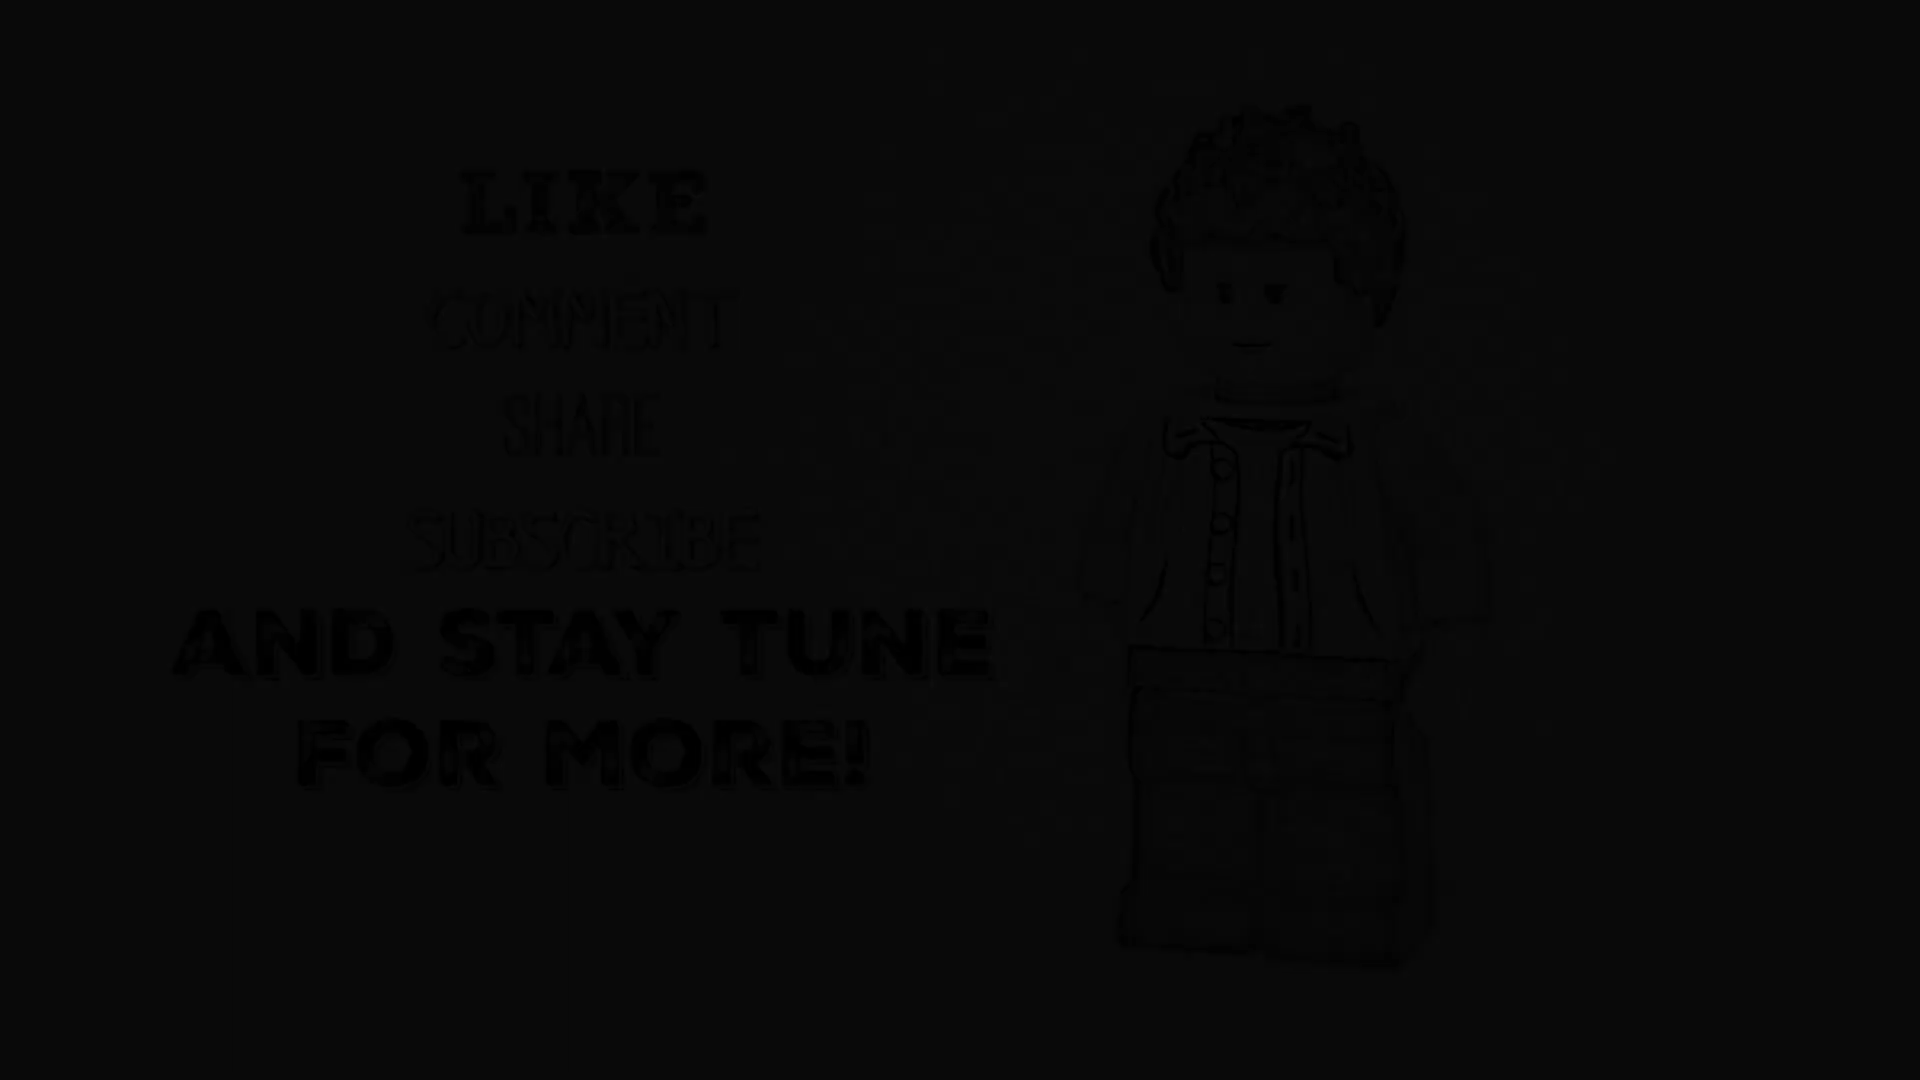 LIKE
COMMENT
SHARE
SUBSCRIBE
AND STAY TUNE
FOR MORE!